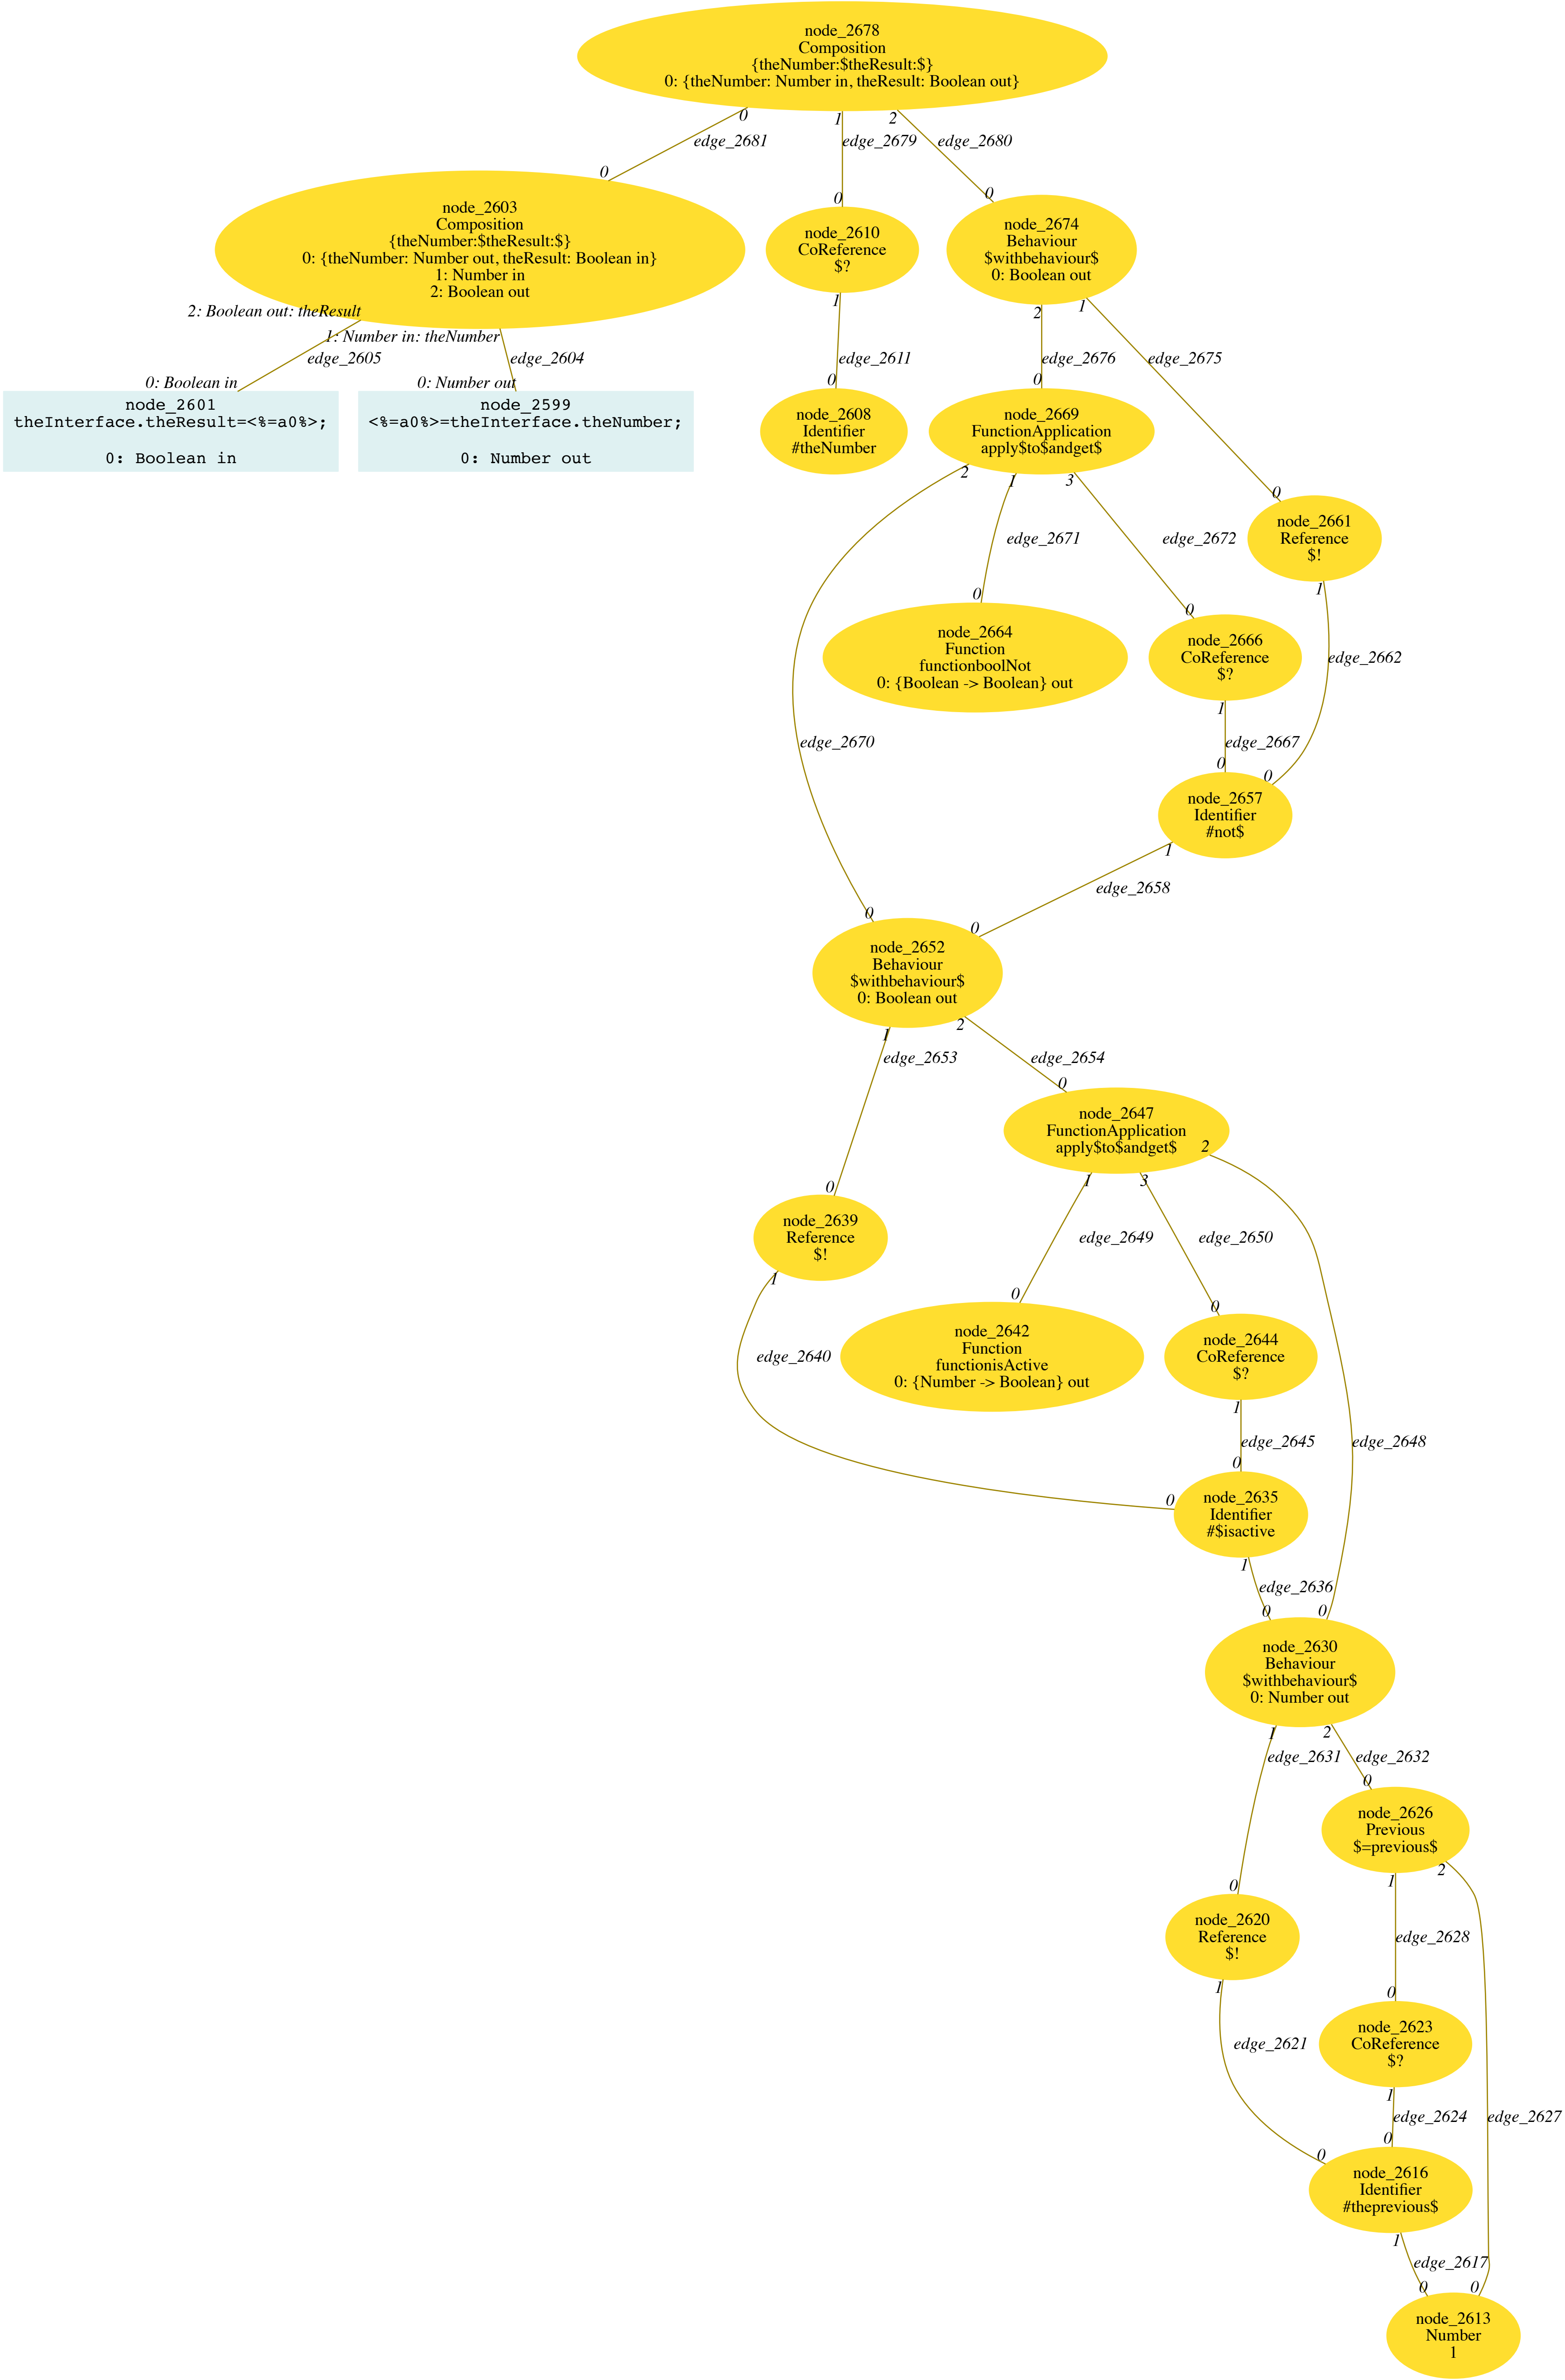 node_2678
Composition
{theNumber:$theResult:$}
0: {theNumber: Number in, theResult: Boolean out}
0
1
2
edge_2681
edge_2679
edge_2680
0
0
0
node_2603
Composition
{theNumber:$theResult:$}
0: {theNumber: Number out, theResult: Boolean in}
1: Number in
2: Boolean out
node_2610
CoReference
$?
node_2674
Behaviour
$withbehaviour$
0: Boolean out
2: Boolean out: theResult
1: Number in: theNumber
1
2
1
edge_2605
edge_2604
edge_2611
edge_2676
edge_2675
0: Boolean in
0: Number out
0
0
node_2601
theInterface.theResult=<%=a0%>;
0: Boolean in
node_2599
<%=a0%>=theInterface.theNumber;
0: Number out
node_2608
Identifier
#theNumber
node_2669
FunctionApplication
apply$to$andget$
2
1
3
0
edge_2671
edge_2672
node_2661
Reference
$!
1
0
0
node_2664
Function
functionboolNot
0: {Boolean -> Boolean} out
node_2666
CoReference
$?
edge_2662
1
edge_2670
edge_2667
0
0
node_2657
Identifier
#not$
1
edge_2658
0
0
node_2652
Behaviour
$withbehaviour$
0: Boolean out
1
2
edge_2653
edge_2654
0
node_2647
FunctionApplication
apply$to$andget$
2
1
3
0
node_2639
Reference
$!
edge_2649
edge_2650
1
0
0
edge_2640
node_2642
Function
functionisActive
0: {Number -> Boolean} out
node_2644
CoReference
$?
1
edge_2645
edge_2648
0
0
node_2635
Identifier
#$isactive
1
edge_2636
0
0
node_2630
Behaviour
$withbehaviour$
0: Number out
1
2
edge_2631
edge_2632
0
node_2626
Previous
$=previous$
1
2
0
node_2620
Reference
$!
edge_2628
1
0
edge_2621
node_2623
CoReference
$?
1
edge_2624
edge_2627
0
0
node_2616
Identifier
#theprevious$
1
edge_2617
0
0
node_2613
Number
1